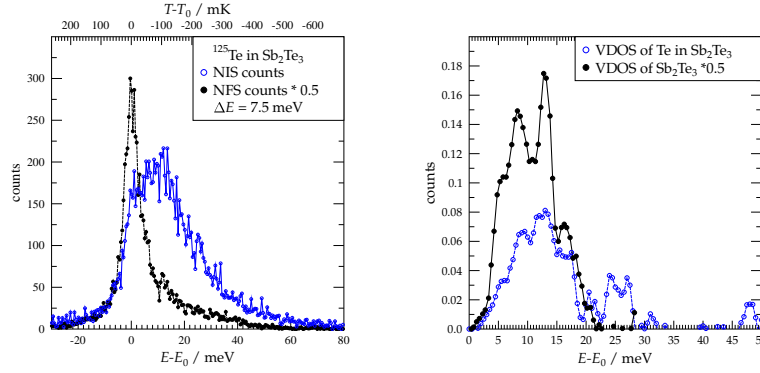 T-T0 / mK
200 100 0 -100 -200 -300 -400 -500 -600
125Te in Sb2Te3
NIS counts
NFS counts * 0.5
ΔE = 7.5 meV
counts
300
250
200
150
100
50
0
-20 0 20 40 60 80
E-E0 / meV
VDOS of Te in Sb2Te3
VDOS of Sb2Te3 *0.5
counts
0.18
0.16
0.14
0.12
0.1
0.08
0.06
0.04
0.02
0.0
0 5 10 15 20 25 30 35 40 45
E-E0 / meV